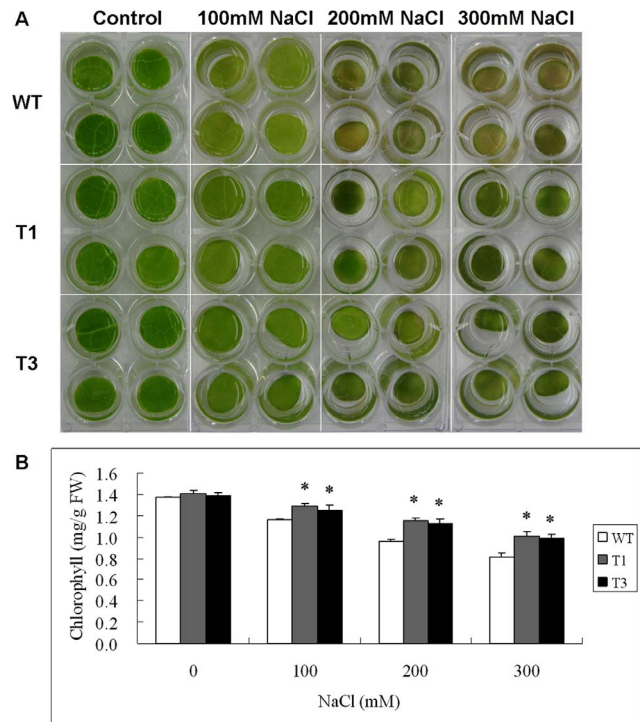 A
Control 100mM NaCl 200mM NaCl 300mM NaCl
WT
T1
T3
B
Chlorophyll (mg/g FW)
1.6
1.4
1.2
1.0
0.8
0.6
0.4
0.2
0.0
* * * * * *
0 100 200 300
NaCl (mM)
WT
T1
T3